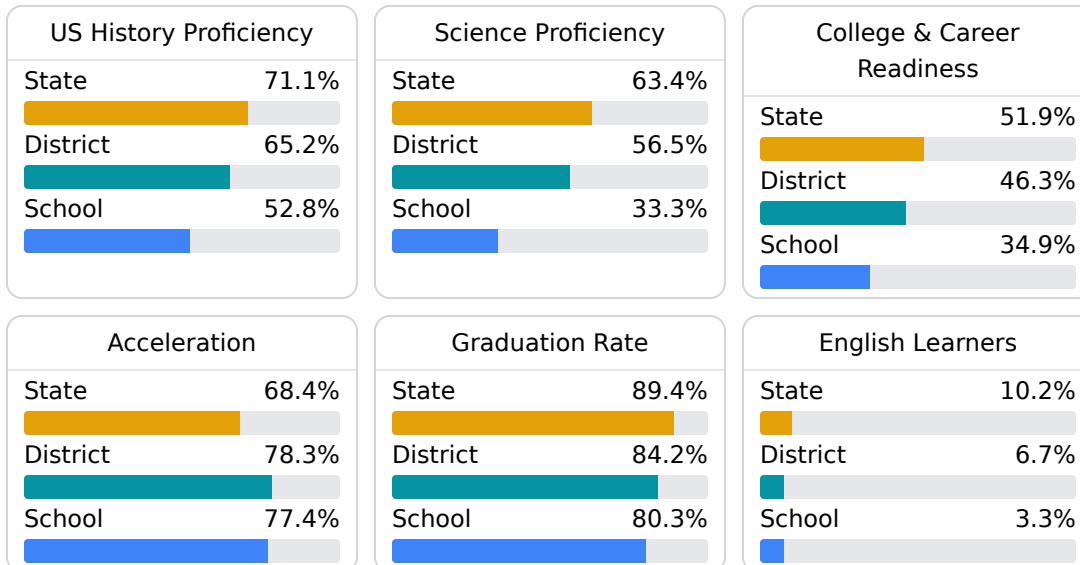 US History Proficiency
State 71.1%
District 65.2%
School 52.8%
Science Proficiency
State 63.4%
District 56.5%
School 33.3%
College & Career
Readiness
State 51.9%
District 46.3%
School 34.9%
Acceleration
State 68.4%
District 78.3%
School 77.4%
Graduation Rate
State 89.4%
District 84.2%
School 80.3%
English Learners
State 10.2%
District 6.7%
School 3.3%